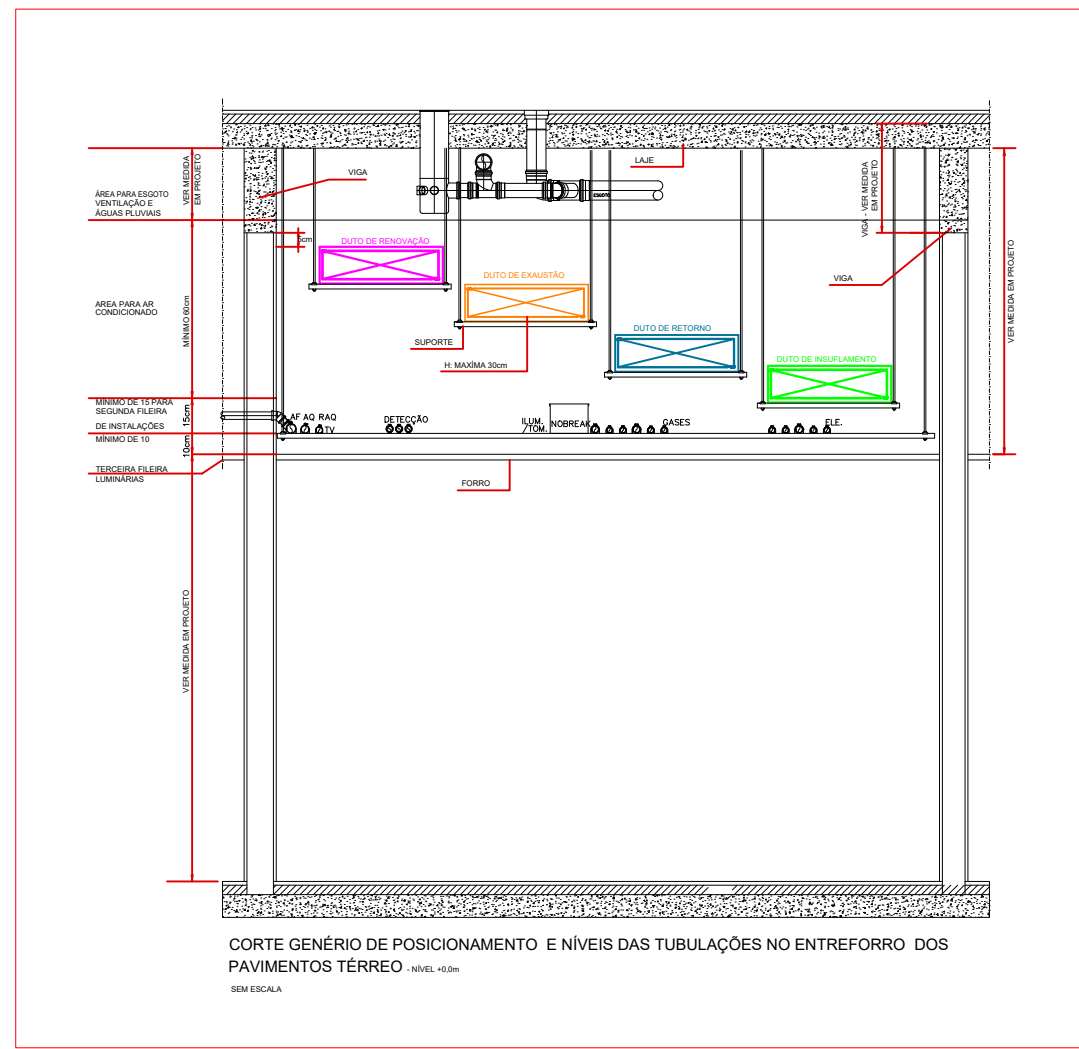 LAJE
VIGA
VER MEDIDA
EM PROJETO
ÁREA PARA ESGOTO
VENTILAÇÃO E
ÁGUAS PLUVIAIS
ESGOTO
VIGA - VER MEDIDA
EM PROJETO
5cm
DUTO DE RENOVAÇÃO
DUTO DE EXAUSTÃO
VIGA
VER MEDIDA EM PROJETO
AREA PARA AR
CONDICIONADO
MÍNIMO 60cm
SUPORTE
H: MAXÍMA 30cm
DUTO DE RETORNO
DUTO DE INSUFLAMENTO
MÍNIMO DE 15 PARA
SEGUNDA FILEIRA
DE INSTALAÇÕES
15cm
MÍNIMO DE 10
10cm
AF AQ RAQ
TV
DETECÇÃO
ILUM.
/TOM.
NOBREAK
GASES
ELE.
TERCEIRA FILEIRA
LUMINÁRIAS
FORRO
VER MEDIDA EM PROJETO
CORTE GENÉRIO DE POSICIONAMENTO E NÍVEIS DAS TUBULAÇÕES NO ENTREFORRO DOS
PAVIMENTOS TÉRREO - NÍVEL +0,0m
SEM ESCALA